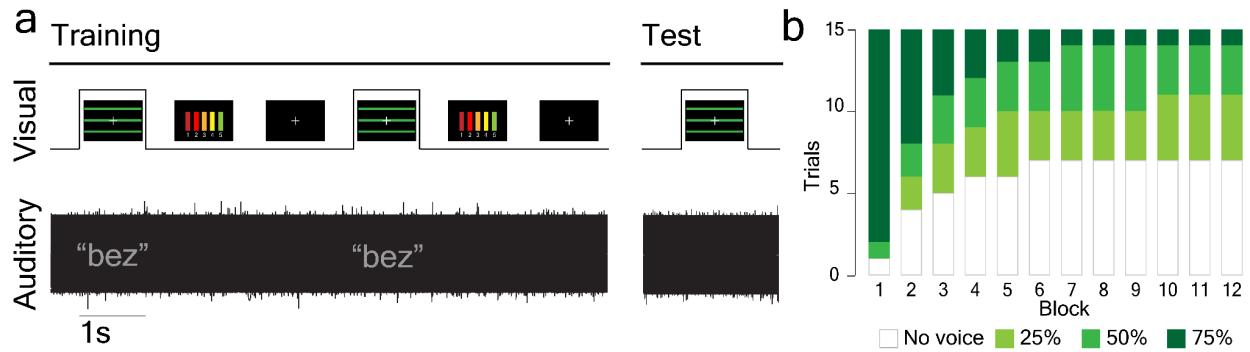 a
Training
Test
Visual
1 2 3 4 5
1 2 3 4 5
Auditory
“bez”
“bez”
1s
b
Trials
15
10
5
0
1 2 3 4 5 6 7 8 9 10 11 12
Block
No voice 25% 50% 75%